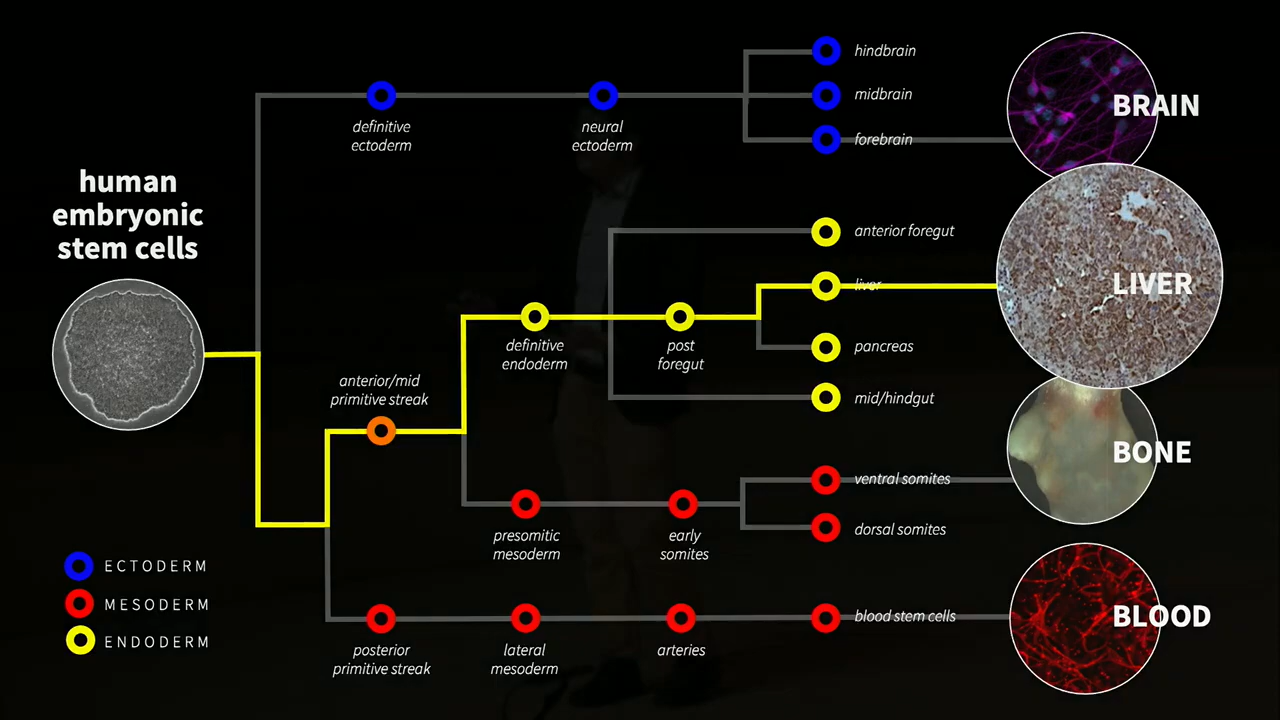 human
embryonic
stem cells
definitive
ectoderm
neural
ectoderm
hindbrain
midbrain
forebrain
BRAIN
anterior foregut
liver
LIVER
definitive
endoderm
post
foregut
pancreas
mid/hindgut
anterior/mid
primitive streak
presomitic
mesoderm
early
somites
ventral somites
dorsal somites
BONE
posterior
primitive streak
lateral
mesoderm
arteries
blood stem cells
BLOOD
ECTODERM
MESODERM
ENDODERM